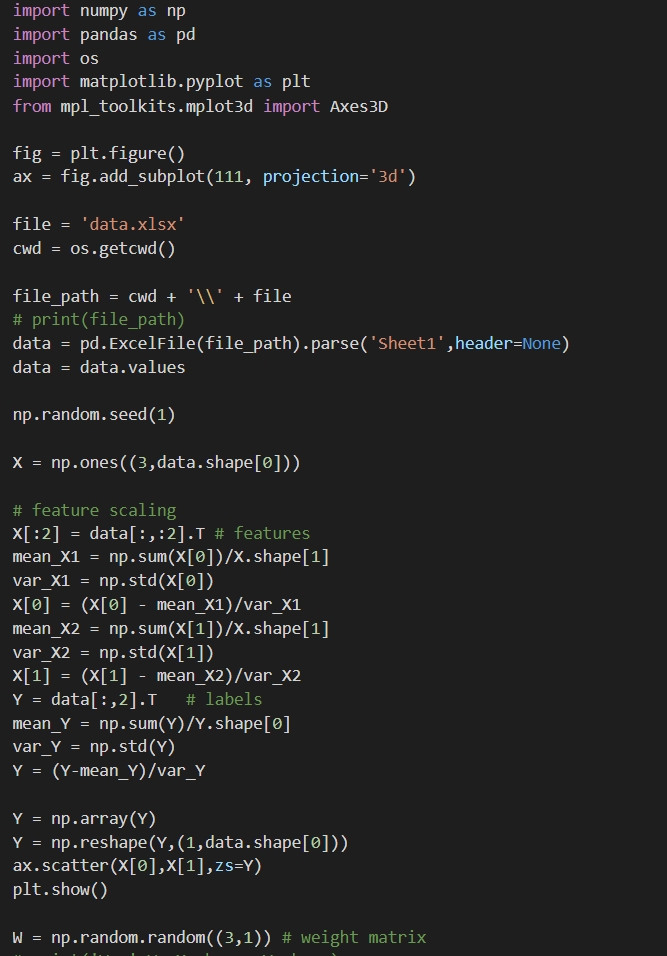 import numpy as np
import pandas as pd
import os
import matplotlib.pyplot as plt
from mpl_toolkits.mplot3d import Axes3D
fig = plt.figure()
ax = fig.add_subplot(111, projection='3d')
file = 'data.xlsx'
cwd = os.getcwd()
file_path = cwd + '\\' + file
# print(file_path)
data = pd.ExcelFile(file_path).parse('Sheet1',header=None)
data = data.values
np.random.seed(1)
X = np.ones((3,data.shape[0]))
# feature scaling
X[:2] = data[:,:2].T # features
mean_X1 = np.sum(X[0])/X.shape[1]
var_X1 = np.std(X[0])
X[0] = (X[0] - mean_X1)/var_X1
mean_X2 = np.sum(X[1])/X.shape[1]
var_X2 = np.std(X[1])
X[1] = (X[1] - mean_X2)/var_X2
Y = data[:,2].T   # labels
mean_Y = np.sum(Y)/Y.shape[0]
var_Y = np.std(Y)
Y = (Y-mean_Y)/var_Y
Y = np.array(Y)
Y = np.reshape(Y,(1,data.shape[0]))
ax.scatter(X[0],X[1],zs=Y)
plt.show()
W = np.random.random((3,1)) # weight matrix